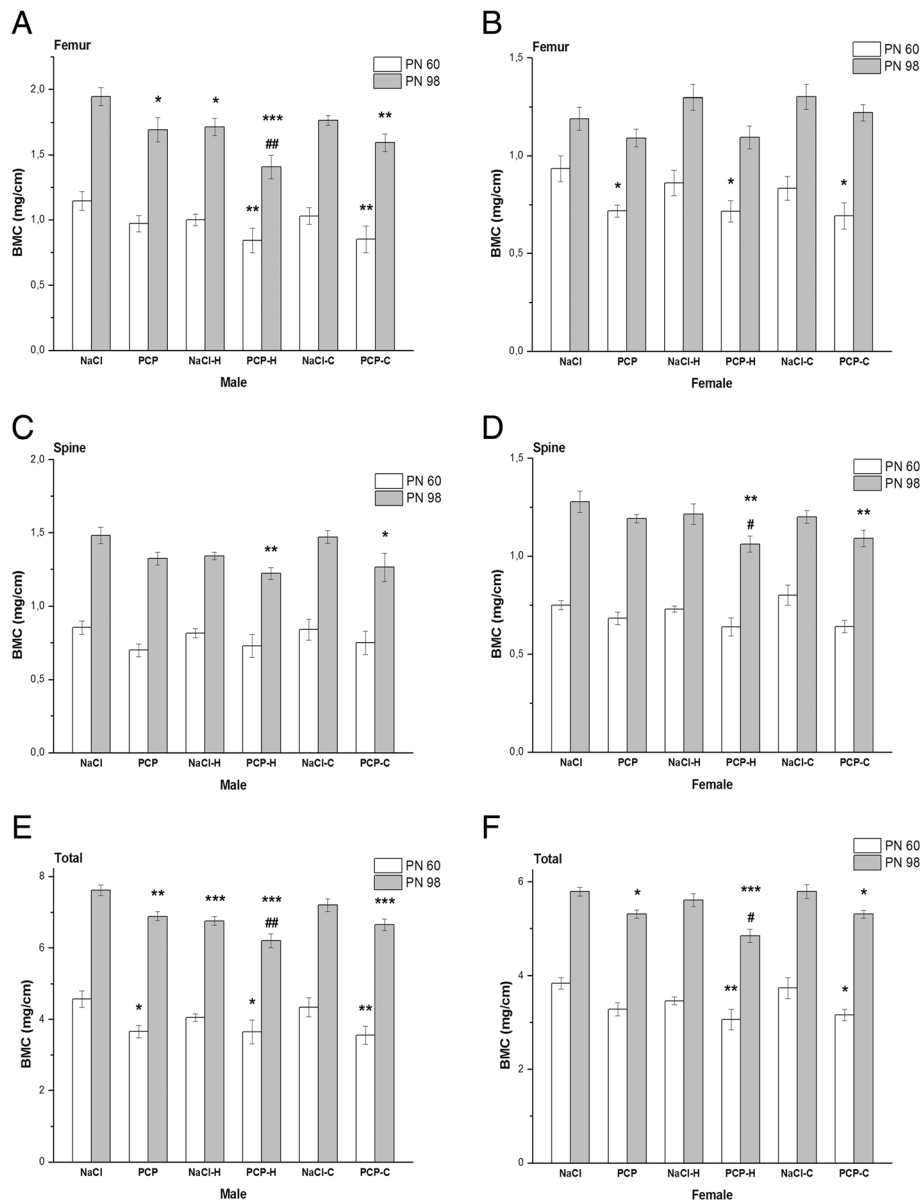 A
Femur
PN 60
PN 98
2,0
1,5
1,0
0,5
0,0
BMC (mg/cm)
* * *** ## ** ** **
NaCl PCP NaCl-H PCP-H NaCl-C PCP-C
Male
B
Femur
PN 60
PN 98
1,5
1,0
0,5
0,0
BMC (mg/cm)
* * *
NaCl PCP NaCl-H PCP-H NaCl-C PCP-C
Female
C
Spine
PN 60
PN 98
2,0
1,5
1,0
0,5
0,0
BMC (mg/cm)
** *
NaCl PCP NaCl-H PCP-H NaCl-C PCP-C
Male
D
Spine
PN 60
PN 98
1,5
1,0
0,5
0,0
BMC (mg/cm)
** # **
NaCl PCP NaCl-H PCP-H NaCl-C PCP-C
Female
E
Total
PN 60
PN 98
8
6
4
2
0
BMC (mg/cm)
** *** *** ## *** * * **
NaCl PCP NaCl-H PCP-H NaCl-C PCP-C
Male
F
Total
PN 60
PN 98
6
4
2
0
BMC (mg/cm)
* *** # * ** *
NaCl PCP NaCl-H PCP-H NaCl-C PCP-C
Female